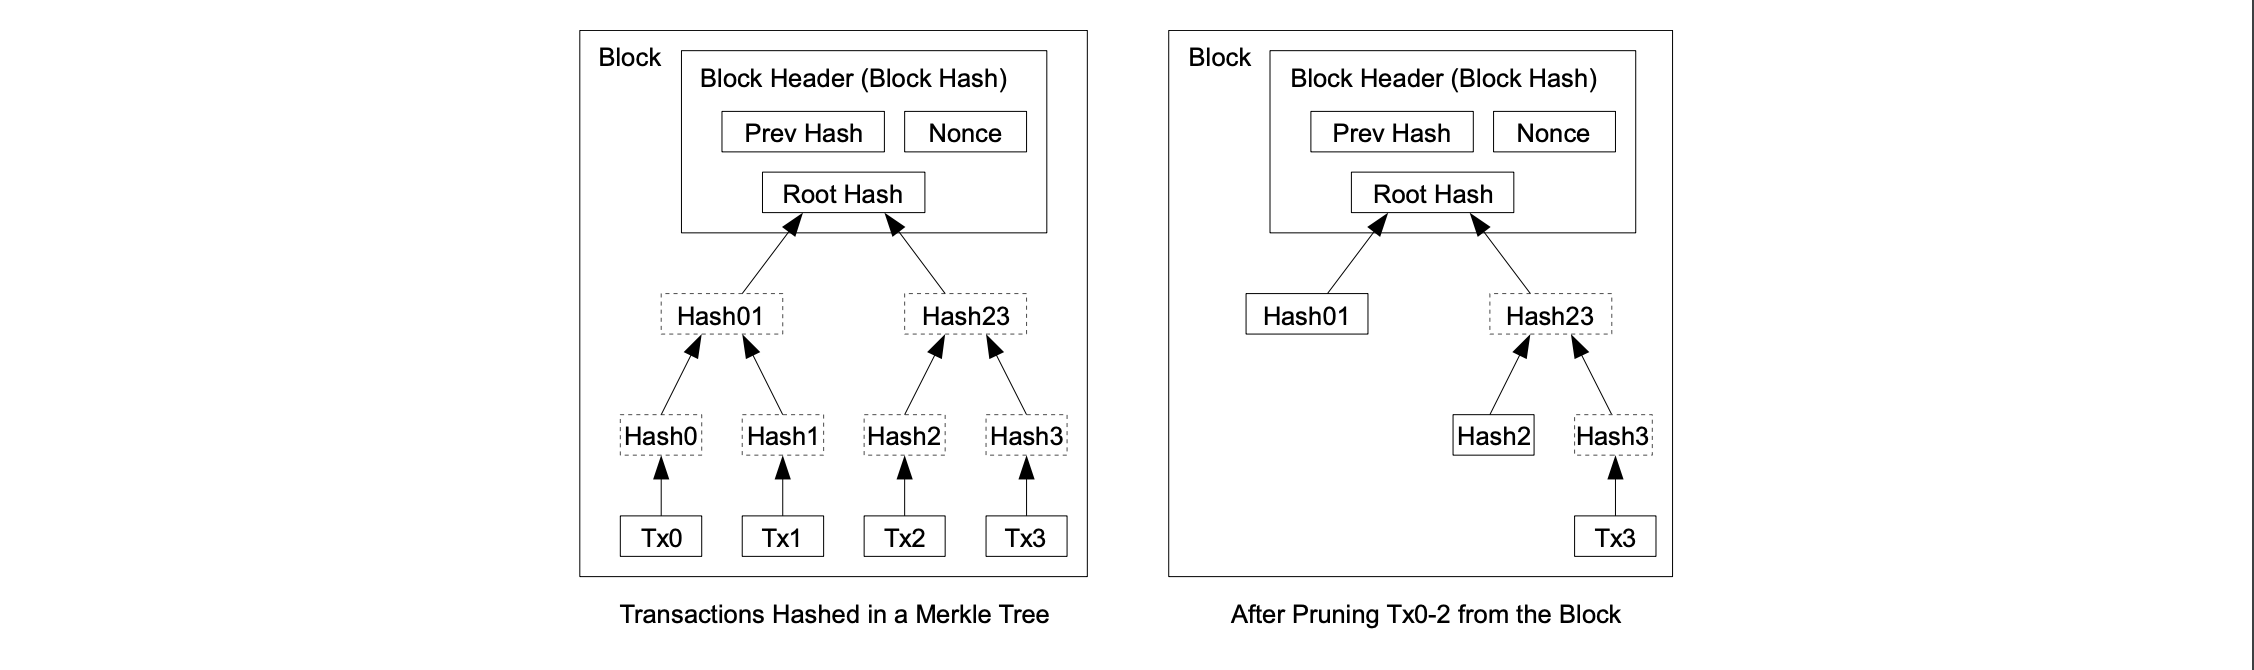 Block
Block Header (Block Hash)
Prev Hash
Nonce
Root Hash
Hash01
Hash23
Hash0
Hash1
Hash2
Hash3
Tx0
Tx1
Tx2
Tx3
Transactions Hashed in a Merkle Tree
Block
Block Header (Block Hash)
Prev Hash
Nonce
Root Hash
Hash01
Hash23
Hash2
Hash3
Tx3
After Pruning Tx0-2 from the Block